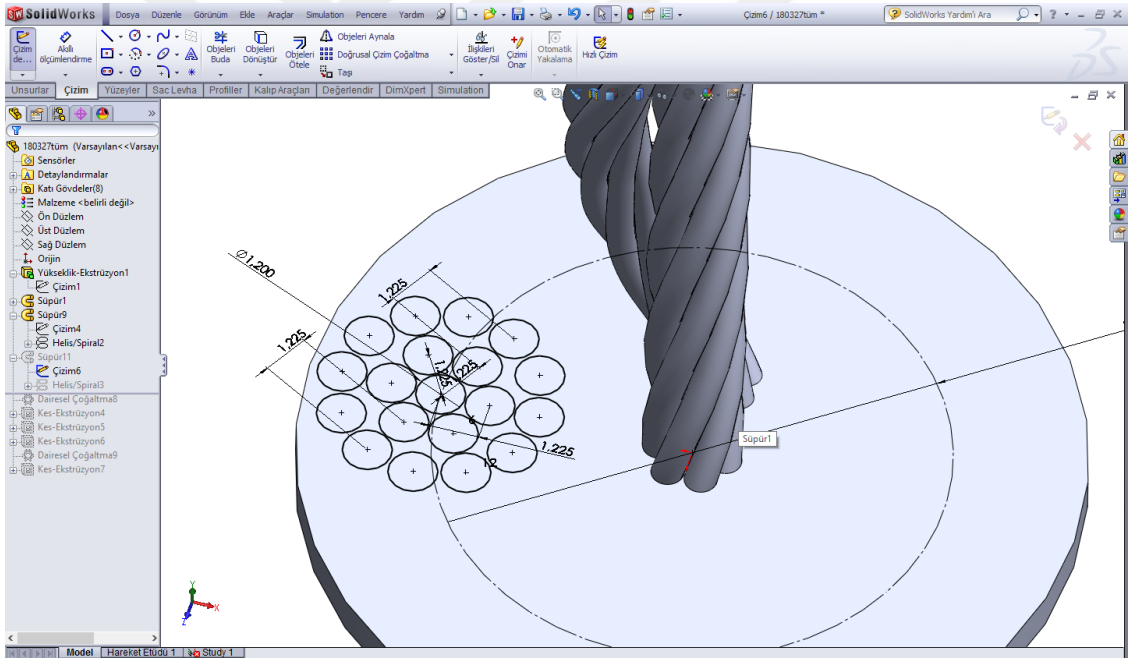 SolidWorks Dosya Düzenle Görünüm Ekle Araçlar Simulation Pencere Yardım Çizim6 / 180327tüm * SolidWorks Yardım'ı Ara
Çizim de... Akıllı ölçümlendirme Objeleri Buda Objeleri Dönüştür Objeleri Ötele Objeleri Aynala
Doğrusal Çizim Çoğaltma
Taşı
İlişkileri Göster/Sil Çizimi Onar Otomatik Yakalama Hızlı Çizim
Unsurlar Çizim Yüzeyler Sac Levha Profiller Kalıp Araçları Değerlendir DimXpert Simulation
180327tüm (Varsayılan<<Varsayı
Sensörler
Detaylandırmalar
Katı Gövdeler(8)
Malzeme <belirli değil>
Ön Düzlem
Üst Düzlem
Sağ Düzlem
Orijin
Yükseklik-Ekstrüzyon1
Çizim1
Süpür1
Süpür9
Çizim4
Helis/Spiral2
Süpür11
Çizim6
Helis/Spiral3
Dairesel Çoğaltma8
Kes-Ekstrüzyon4
Kes-Ekstrüzyon5
Kes-Ekstrüzyon6
Dairesel Çoğaltma9
Kes-Ekstrüzyon7
Ø1,200
1,225
1,225
1,225
1,225
6
1,225
12
Süpür1
Y
X
Z
Model Hareket Etüdü 1 Study 1